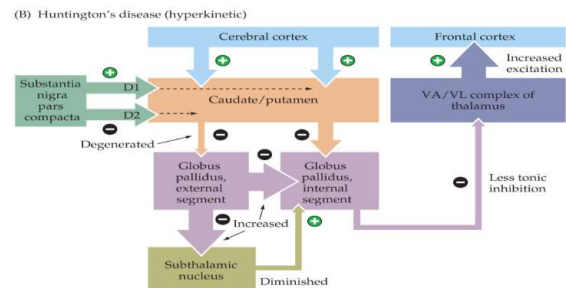 (B) Huntington's disease (hyperkinetic)
Cerebral cortex
Frontal cortex
Increased
excitation
Substantia
nigra
pars
compacta
D1
D2
Caudate/putamen
VA/VL complex of
thalamus
Degenerated
Globus
pallidus,
external
segment
Globus
pallidus,
internal
segment
Less tonic
inhibition
Increased
Subthalamic
nucleus
Diminished